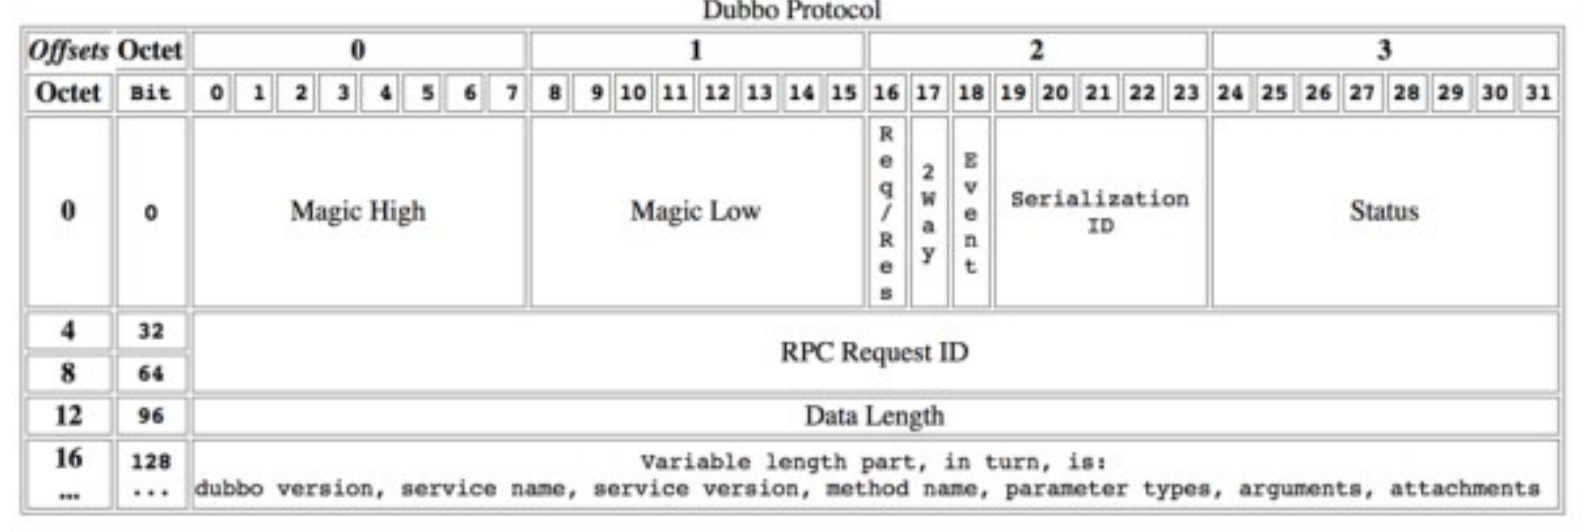 Dubbo Protocol
Offsets Octet 0 1 2 3
Octet Bit 0 1 2 3 4 5 6 7 8 9 10 11 12 13 14 15 16 17 18 19 20 21 22 23 24 25 26 27 28 29 30 31
0 0 Magic High Magic Low Req/Res 2Way Event Serialization ID Status
4 32
RPC Request ID
8 64
12 96 Data Length
16 128 Variable length part, in turn, is:
... ... dubbo version, service name, service version, method name, parameter types, arguments, attachments